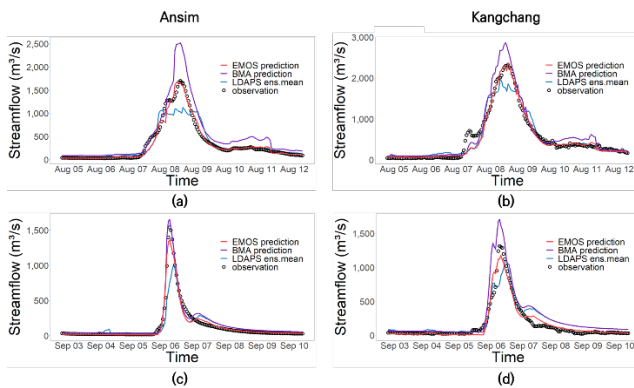 Ansim
Kangchang
2,500
2,000
1,500
1,000
500
0
Streamflow (m³/s)
EMOS prediction
BMA prediction
LDAPS ens.mean
observation
Aug 05 Aug 06 Aug 07 Aug 08 Aug 09 Aug 10 Aug 11 Aug 12
Time
(a)
3,000
2,000
1,000
0
Streamflow (m³/s)
EMOS prediction
BMA prediction
LDAPS ens.mean
observation
Aug 05 Aug 06 Aug 07 Aug 08 Aug 09 Aug 10 Aug 11 Aug 12
Time
(b)
1,500
1,000
500
0
Streamflow (m³/s)
EMOS prediction
BMA prediction
LDAPS ens.mean
observation
Sep 03 Sep 04 Sep 05 Sep 06 Sep 07 Sep 08 Sep 09 Sep 10
Time
(c)
1,500
1,000
500
0
Streamflow (m³/s)
EMOS prediction
BMA prediction
LDAPS ens.mean
observation
Sep 03 Sep 04 Sep 05 Sep 06 Sep 07 Sep 08 Sep 09 Sep 10
Time
(d)